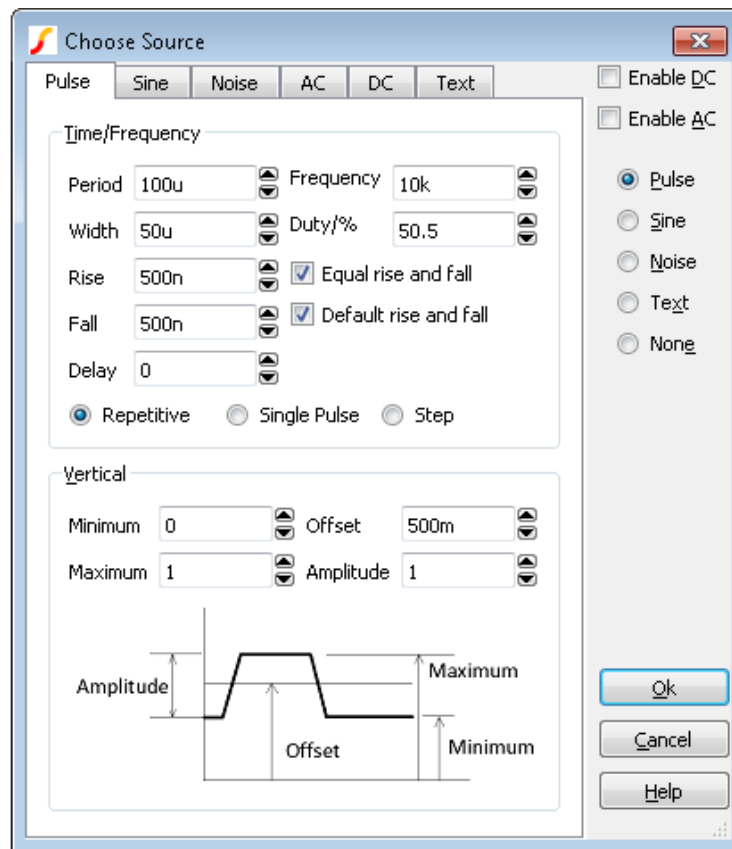 Choose Source
Pulse Sine Noise AC DC Text
Enable DC
Enable AC
Time/Frequency
Period 100u Frequency 10k
Width 50u Duty/% 50.5
Rise 500n Equal rise and fall
Fall 500n Default rise and fall
Delay 0
Repetitive Single Pulse Step
Pulse
Sine
Noise
Text
None
Vertical
Minimum 0 Offset 500m
Maximum 1 Amplitude 1
Amplitude
Maximum
Offset
Minimum
Ok
Cancel
Help